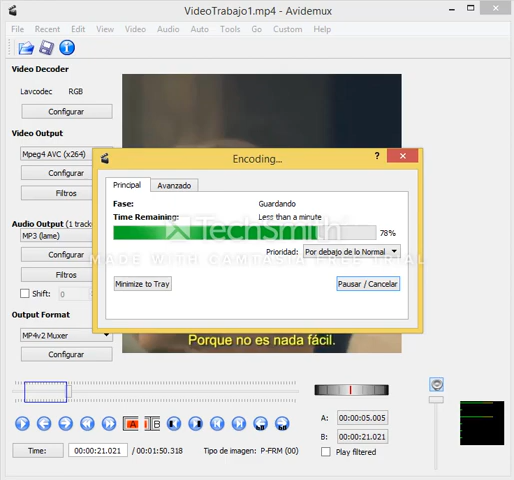 VideoTrabajo1.mp4 - Avidemux
File Recent Edit View Video Audio Auto Tools Go Custom Help
Video Decoder
Lavcodec RGB
Configurar
Video Output
Mpeg4 AVC (x264)
Configurar
Filtros
Audio Output (1 track
MP3 (lame)
Configurar
Filtros
Shift: 0
Output Format
MP4v2 Muxer
Configurar
Encoding...
?
Principal Avanzado
Fase: Guardando
Time Remaining: Less than a minute
78%
Prioridad: Por debajo de lo Normal
Minimize to Tray Pausar / Cancelar
TechSmith
MADE WITH CAMTASIA FREE TRIAL
Porque no es nada fácil.
A B
A: 00:00:05.005
B: 00:00:21.021
Play filtered
Time: 00:00:21.021 / 00:01:50.318 Tipo de imagen: P-FRM (00)